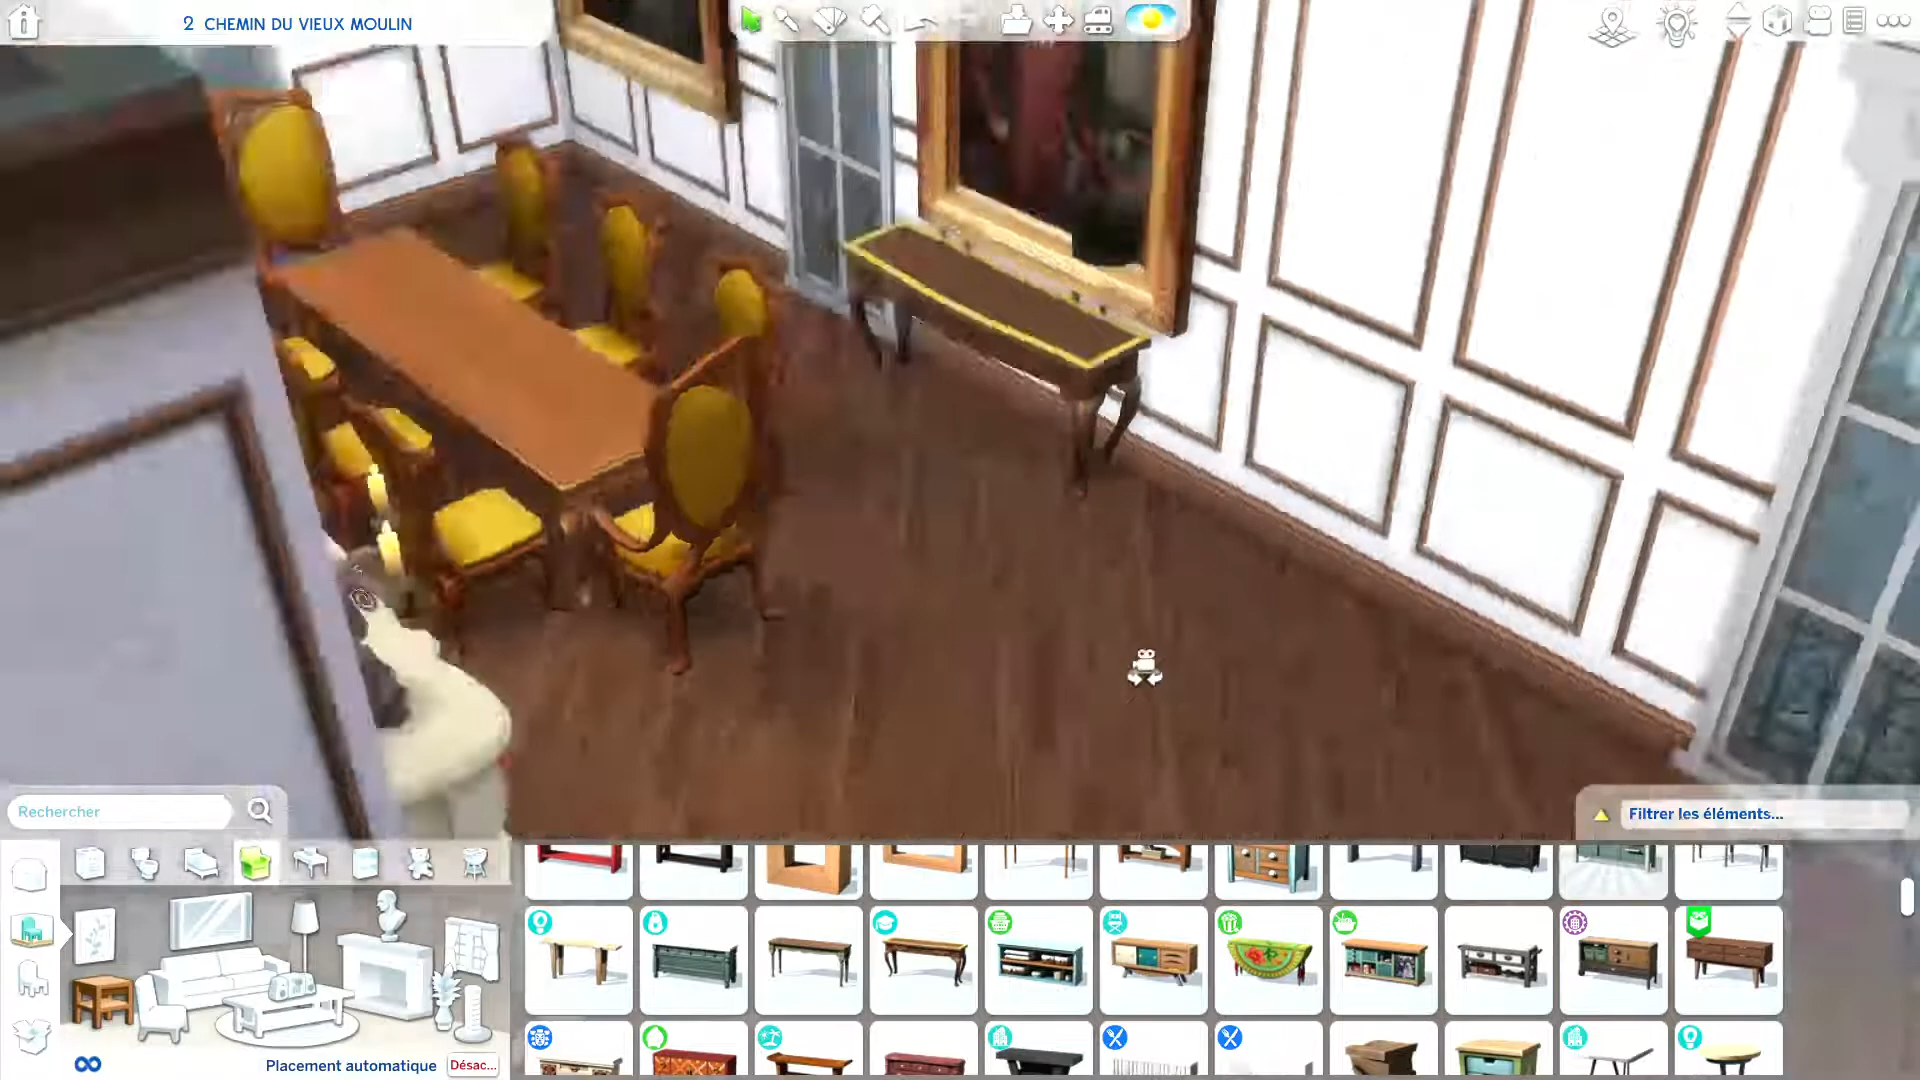 2 CHEMIN DU VIEUX MOULIN
Rechercher
Filtrer les éléments...
Placement automatique
Désac...